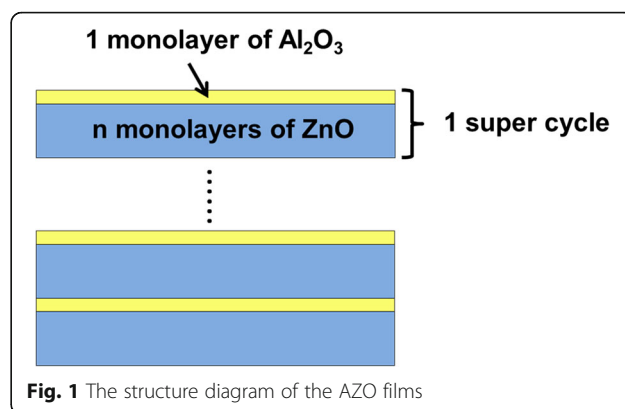 1 monolayer of Al₂O₃
n monolayers of ZnO
1 super cycle
Fig. 1 The structure diagram of the AZO films